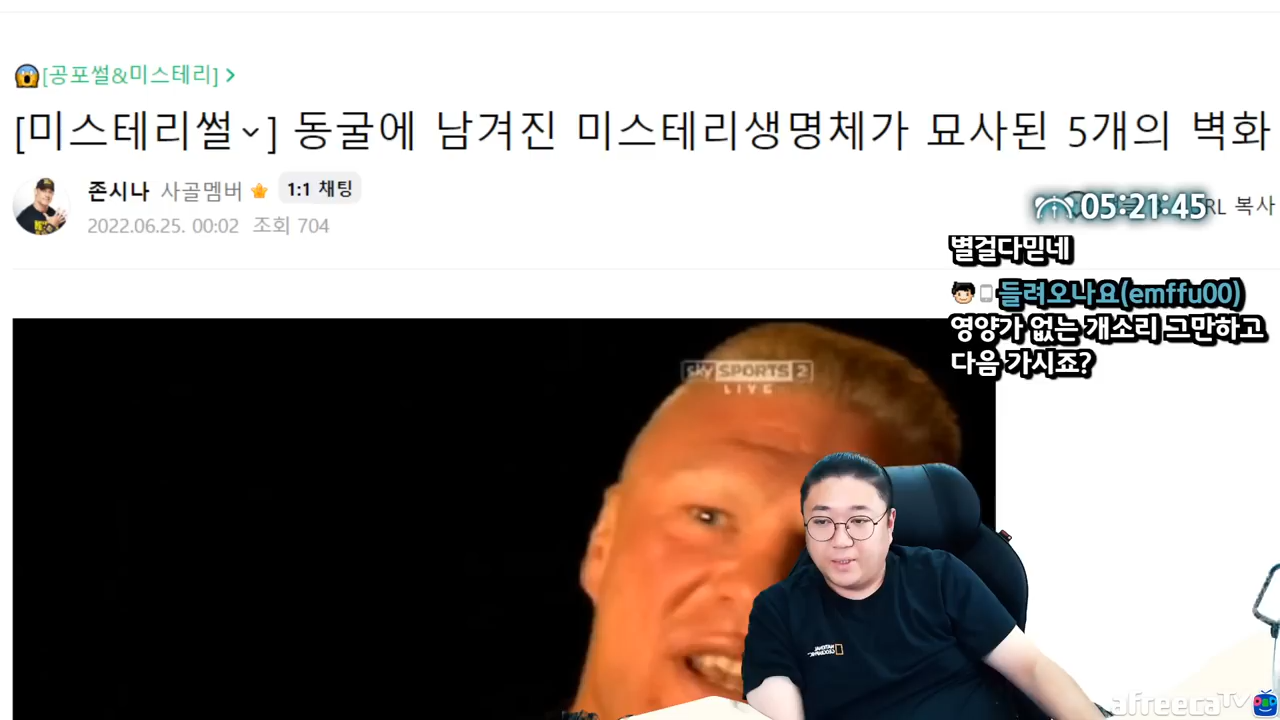 [공포썰&미스테리] >
[미스테리썰~] 동굴에 남겨진 미스테리생명체가 묘사된 5개의 벽화
존시나 사골멤버 1:1 채팅
2022.06.25. 00:02 조회 704
05:21:45
URL 복사
별걸다믿네
들려오나요(emffu00)
영양가 없는 개소리 그만하고
다음 가시죠?
sky SPORTS 2
LIVE
NATIONAL
GEOGRAPHIC
afreecaTV